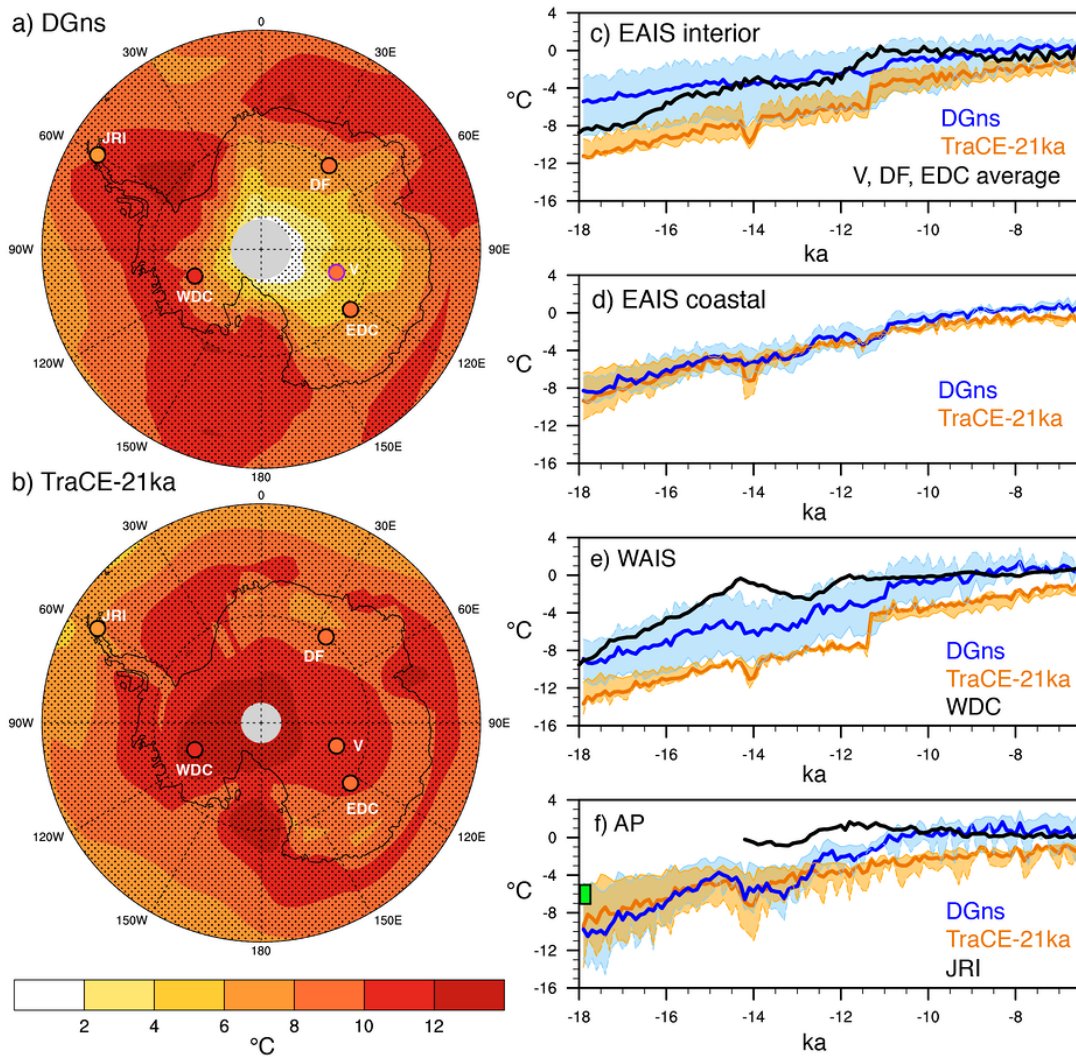 a) DGns
0
30W
30E
60W
60E
90W
90E
120W
120E
150W
150E
180
JRI
DF
V
WDC
EDC
b) TraCE-21ka
0
30W
30E
60W
60E
90W
90E
120W
120E
150W
150E
180
JRI
DF
V
WDC
EDC
2 4 6 8 10 12
°C
c) EAIS interior
4
0
-4
-8
-12
-16
°C
DGns
TraCE-21ka
V, DF, EDC average
-18 -16 -14 -12 -10 -8
ka
d) EAIS coastal
4
0
-4
-8
-12
-16
°C
DGns
TraCE-21ka
-18 -16 -14 -12 -10 -8
ka
e) WAIS
4
0
-4
-8
-12
-16
°C
DGns
TraCE-21ka
WDC
-18 -16 -14 -12 -10 -8
ka
f) AP
4
0
-4
-8
-12
-16
°C
DGns
TraCE-21ka
JRI
-18 -16 -14 -12 -10 -8
ka